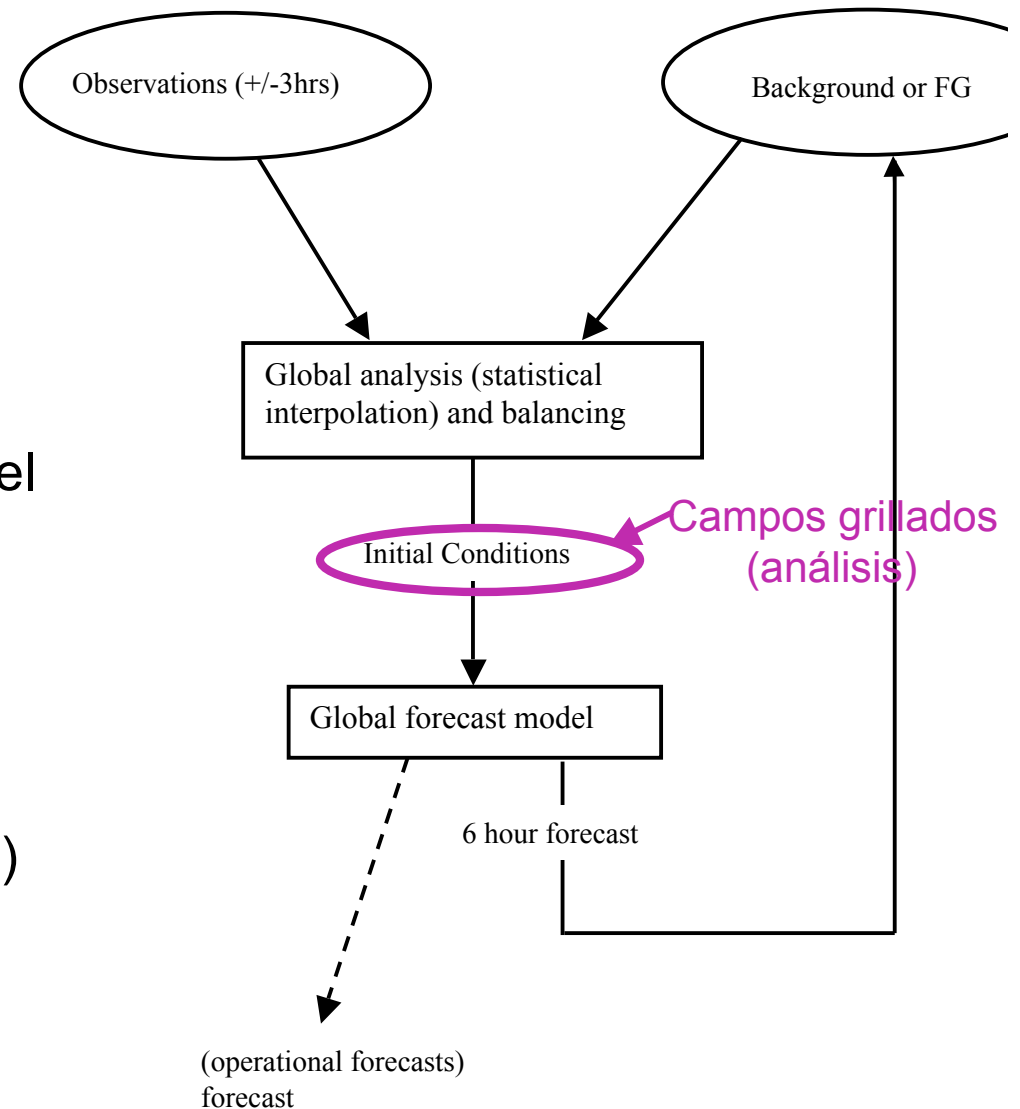 Observations (+/-3hrs)
Background or FG
Global analysis (statistical
interpolation) and balancing
el
Initial Conditions
Campos grillados
(análisis)
Global forecast model
6 hour forecast
)
(operational forecasts)
forecast